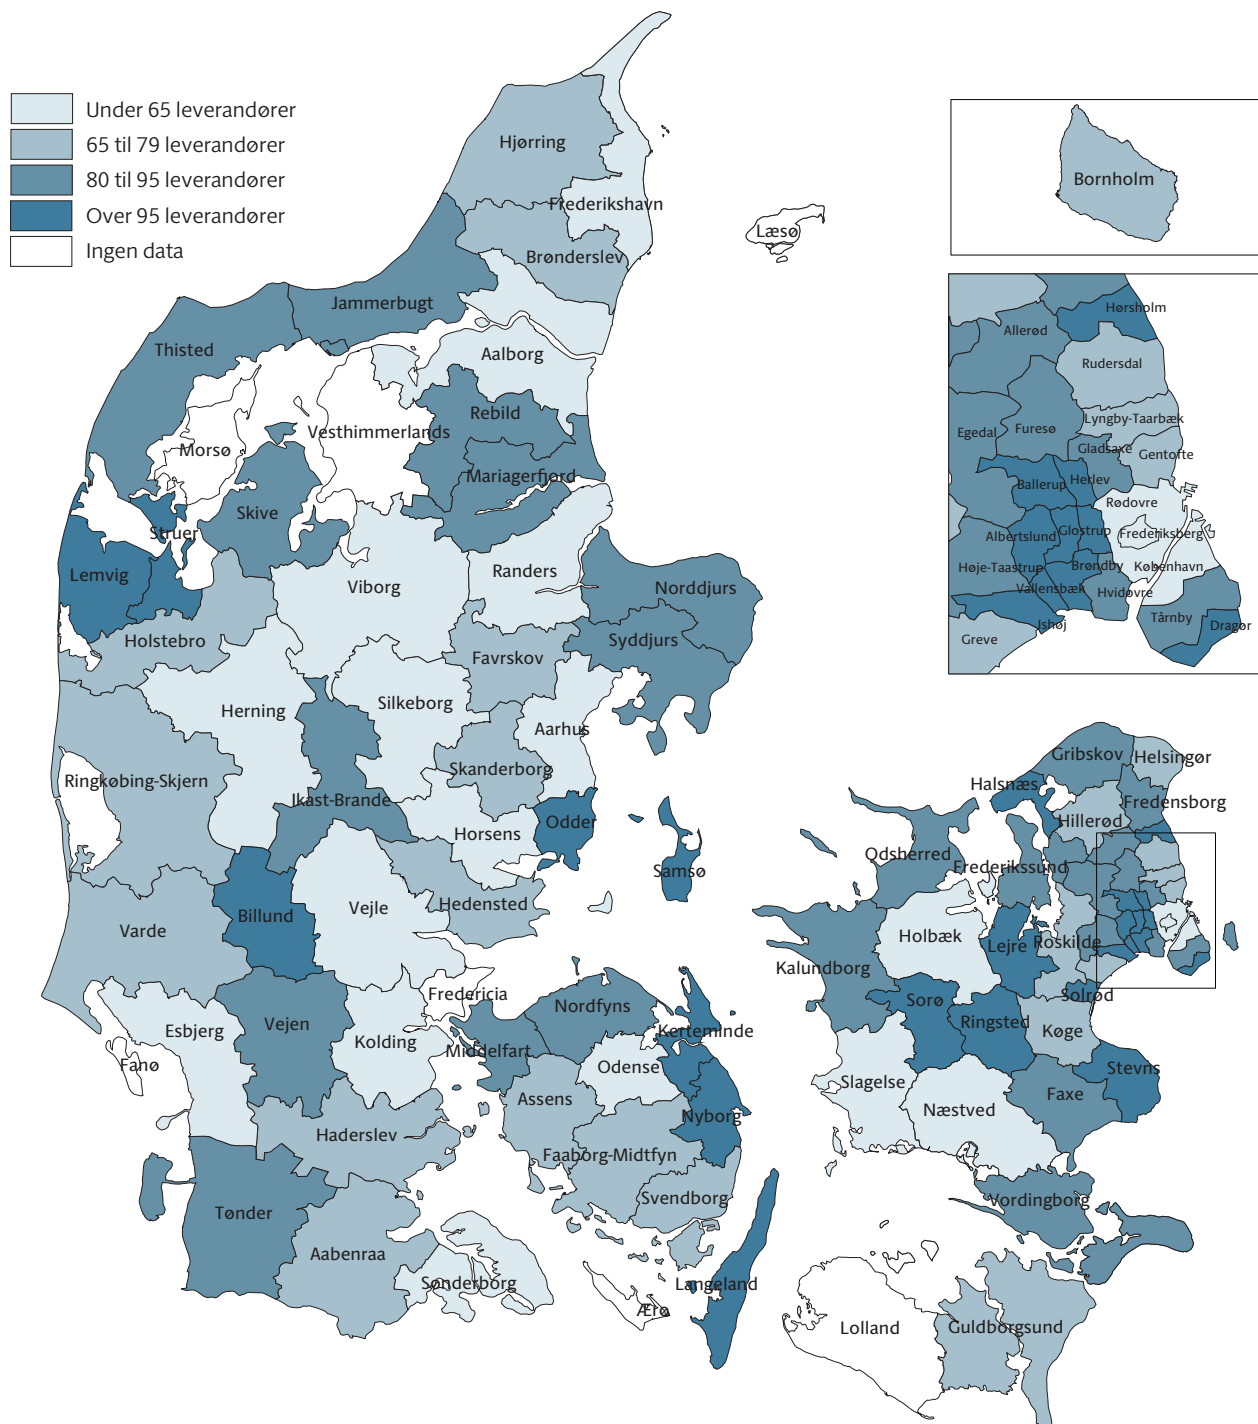 Under 65 leverandører
65 til 79 leverandører
80 til 95 leverandører
Over 95 leverandører
Ingen data
Hjørring
Frederikshavn
Læsø
Brønderslev
Jammerbugt
Thisted
Aalborg
Rebild
Vesthimmerlands
Morsø
Mariagerfjord
Skive
Struer
Lemvig
Viborg
Randers
Norddjurs
Holstebro
Favrskov
Syddjurs
Silkeborg
Herning
Aarhus
Skanderborg
Ringkøbing-Skjern
Ikast-Brande
Horsens
Odder
Samsø
Hedensted
Vejle
Billund
Varde
Fredericia
Vejen
Esbjerg
Kolding
Fanø
Nordfyns
Kerteminde
Middelfart
Odense
Assens
Nyborg
Haderslev
Faaborg-Midtfyn
Svendborg
Tønder
Aabenraa
Sønderborg
Langeland
Ærø
Bornholm
Hørsholm
Allerød
Rudersdal
Lyngby-Taarbæk
Egedal
Furesø
Gladsaxe
Gentofte
Ballerup
Herlev
Rødovre
Albertslund
Glostrup
Frederiksberg
Høje-Taastrup
Brøndby
København
Vallensbæk
Hvidovre
Ishøj
Tårnby
Dragør
Greve
Gribskov
Helsingør
Halsnæs
Fredensborg
Hillerød
Odsherred
Frederikssund
Holbæk
Lejre
Roskilde
Kalundborg
Solrød
Sorø
Ringsted
Køge
Stevns
Slagelse
Næstved
Faxe
Vordingborg
Lolland
Guldborgsund